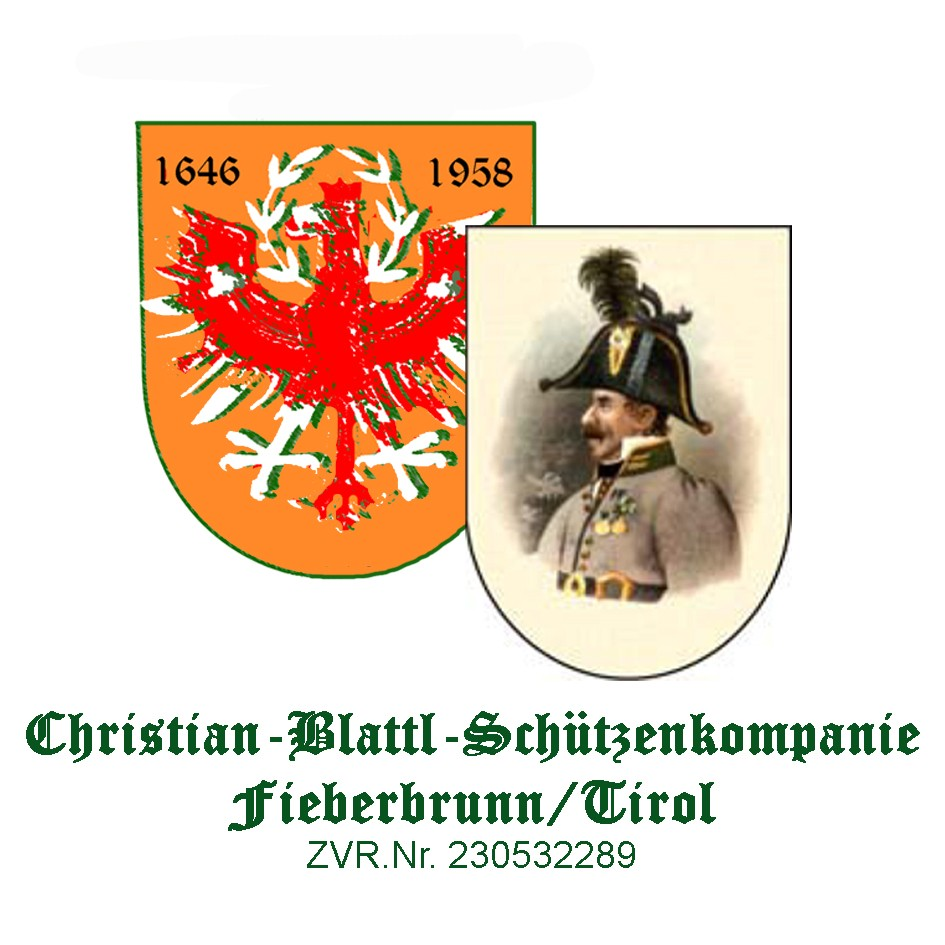 1646 1958
Christian-Blattl-Schützenkompanie
Fieberbrunn/Tirol
ZVR.Nr. 230532289